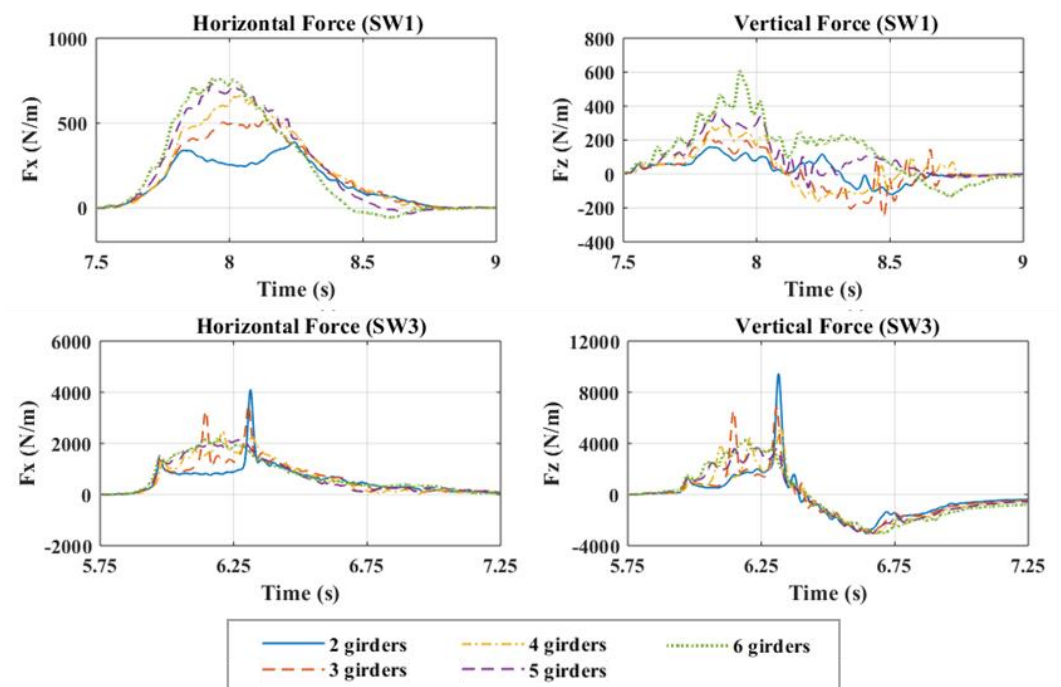 Horizontal Force (SW1)
Fx (N/m)
1000
500
0
7.5
8
8.5
9
Time (s)
Vertical Force (SW1)
Fz (N/m)
800
600
400
200
0
-200
-400
7.5
8
8.5
9
Time (s)
Horizontal Force (SW3)
Fx (N/m)
6000
4000
2000
0
-2000
5.75
6.25
6.75
7.25
Time (s)
Vertical Force (SW3)
Fz (N/m)
12000
8000
4000
0
-4000
5.75
6.25
6.75
7.25
Time (s)
2 girders
4 girders
6 girders
3 girders
5 girders